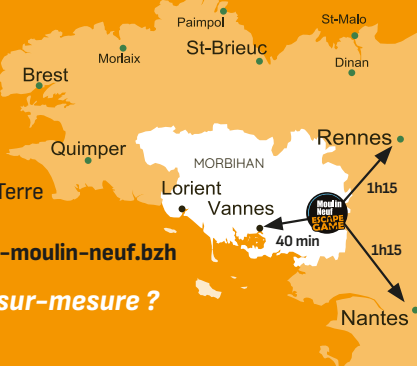 Paimpol
St-Malo
Morlaix
St-Brieuc
Dinan
Brest
Quimper
MORBIHAN
Rennes
Terre
Lorient
Vannes
Moulin
Neuf
ESCAPE
GAME
1h15
40 min
-moulin-neuf.bzh
1h15
sur-mesure ?
Nantes